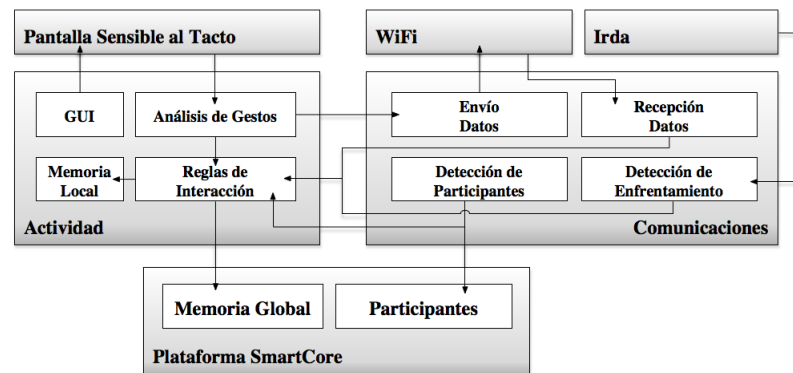 Pantalla Sensible al Tacto
WiFi
Irda
GUI
Análisis de Gestos
Envío
Datos
Recepción
Datos
Memoria
Local
Reglas de
Interacción
Detección de
Participantes
Detección de
Enfrentamiento
Actividad
Comunicaciones
Memoria Global
Participantes
Plataforma SmartCore